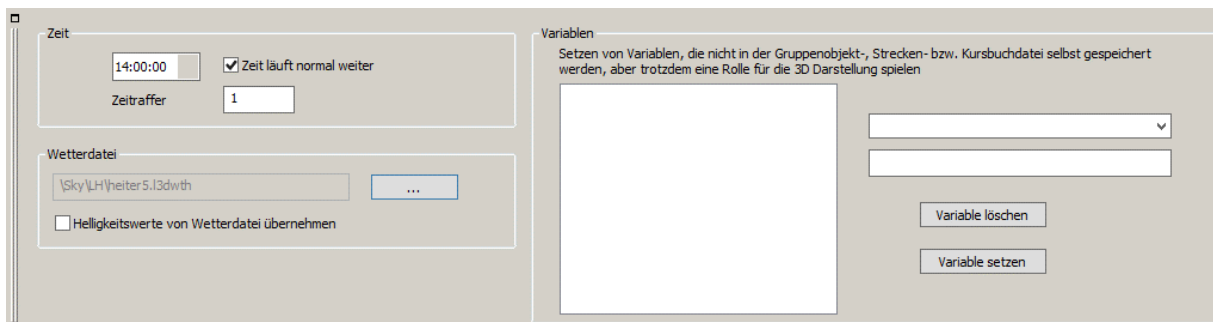 Zeit
14:00:00
Zeit läuft normal weiter
Zeitraffer
1
Wetterdatei
\Sky\LH\heiter5.l3dwth
...
Helligkeitswerte von Wetterdatei übernehmen
Variablen
Setzen von Variablen, die nicht in der Gruppenobjekt-, Strecken- bzw. Kursbuchdatei selbst gespeichert
werden, aber trotzdem eine Rolle für die 3D Darstellung spielen
Variable löschen
Variable setzen